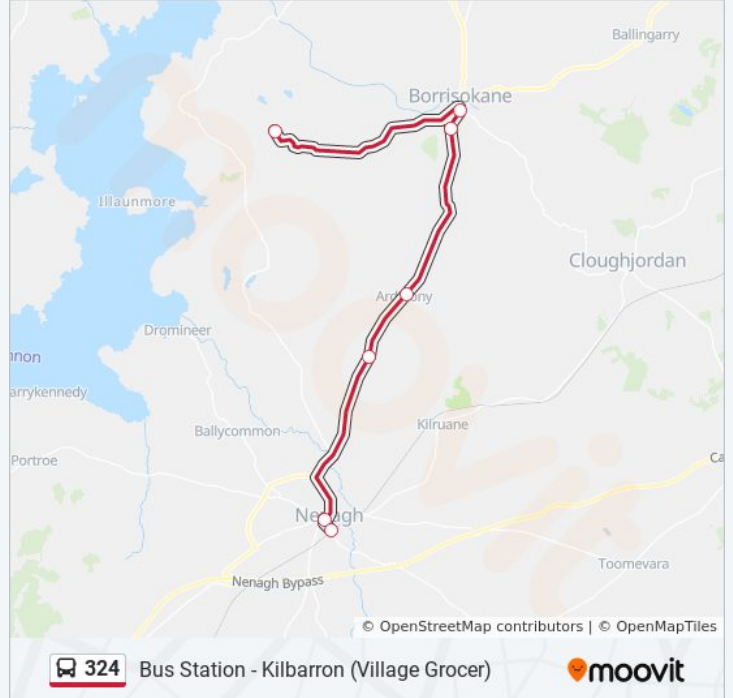 Ballingarry
Borrisokane
Illaunmore
Cloughjordan
Dromineer
nnon
arrykennedy
Kilruane
Ballycommon
Portroe
Ca
Nenagh
Toomevara
Nenagh Bypass
© OpenStreetMap contributors | © OpenMapTiles
324 Bus Station - Kilbarron (Village Grocer)
moovit